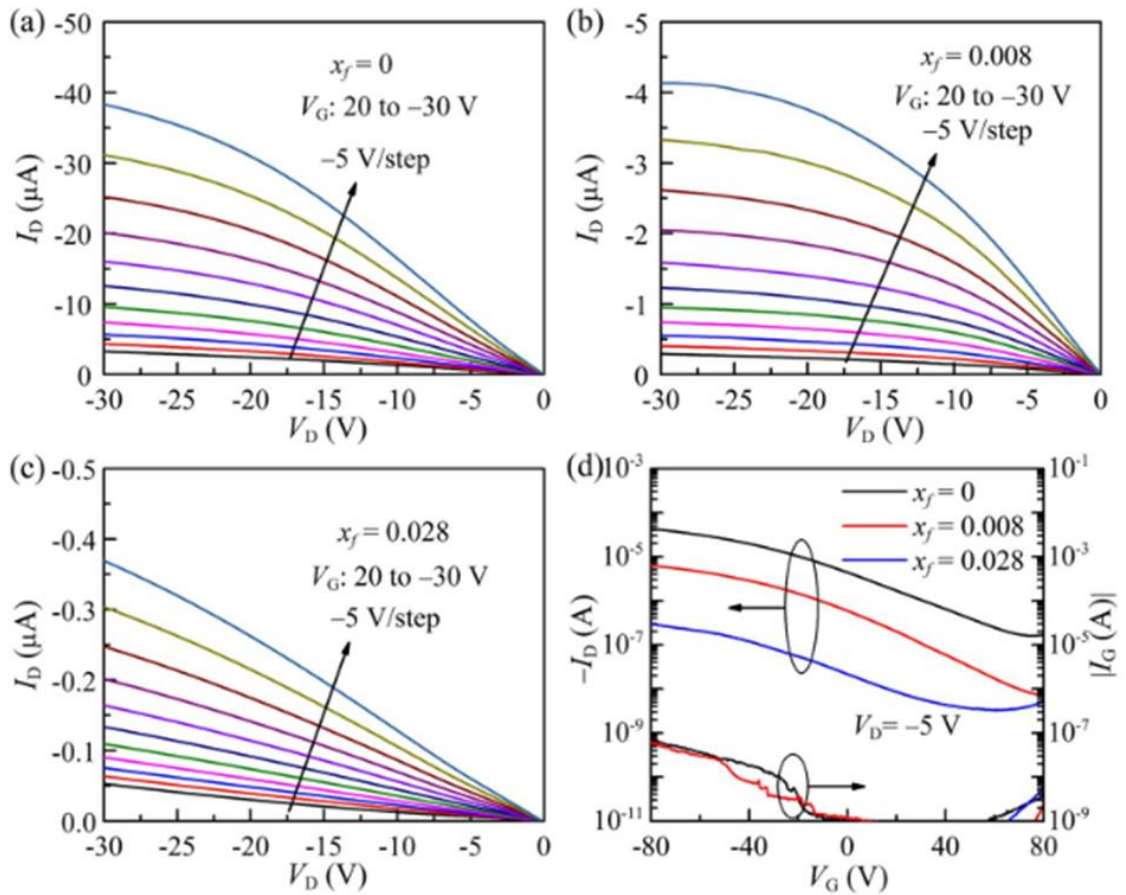 (a)
-50
-40
-30
-20
-10
0
I_D (μA)
x_f = 0
V_G: 20 to –30 V
–5 V/step
-30 -25 -20 -15 -10 -5 0
V_D (V)
(b)
-5
-4
-3
-2
-1
0
I_D (μA)
x_f = 0.008
V_G: 20 to –30 V
–5 V/step
-30 -25 -20 -15 -10 -5 0
V_D (V)
(c)
-0.5
-0.4
-0.3
-0.2
-0.1
0.0
I_D (μA)
x_f = 0.028
V_G: 20 to –30 V
–5 V/step
-30 -25 -20 -15 -10 -5 0
V_D (V)
(d)
10^-3
10^-5
10^-7
10^-9
10^-11
–I_D (A)
x_f = 0
x_f = 0.008
x_f = 0.028
V_D= –5 V
10^-1
10^-3
10^-5
10^-7
10^-9
|I_G (A)|
-80 -40 0 40 80
V_G (V)